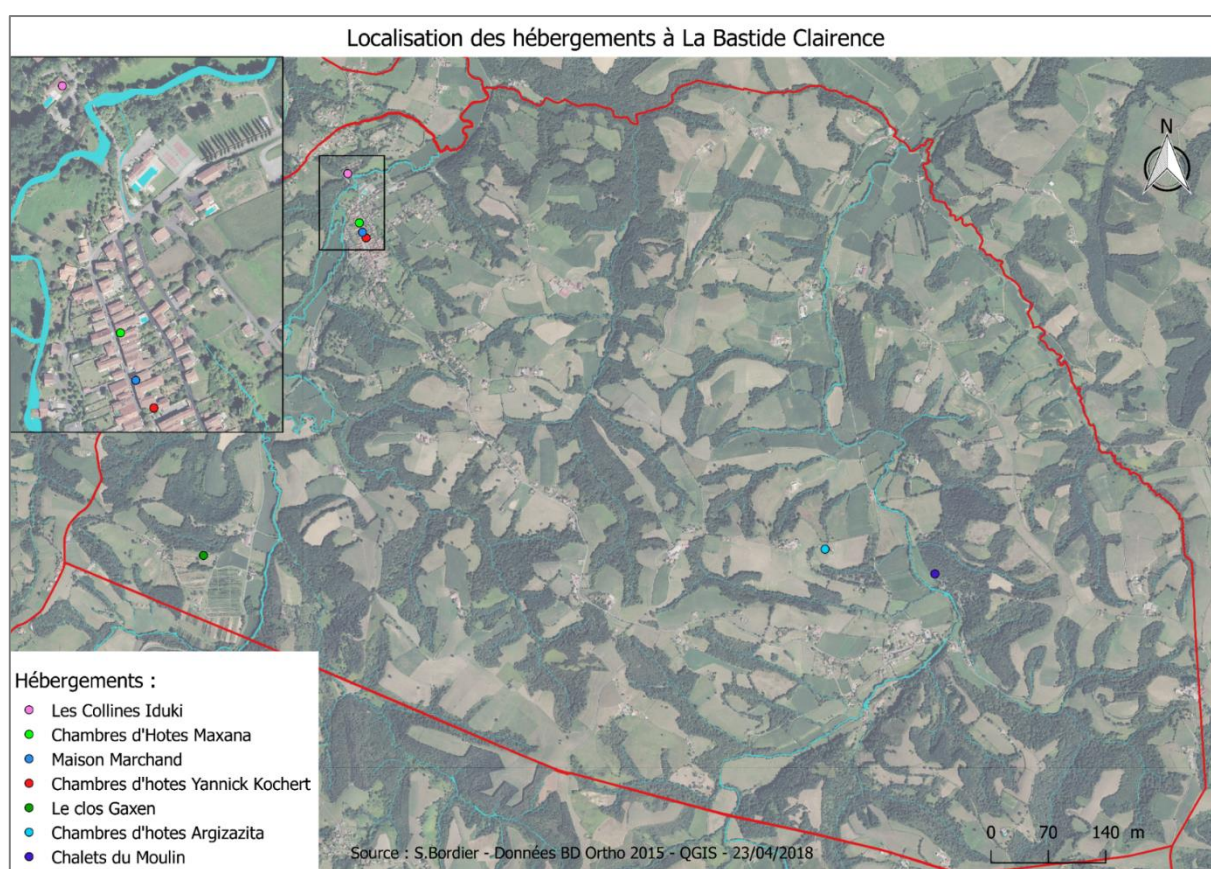 Localisation des hébergements à La Bastide Clairence
N
Hébergements :
Les Collines Iduki
Chambres d'Hotes Maxana
Maison Marchand
Chambres d'hotes Yannick Kochert
Le clos Gaxen
Chambres d'hotes Argizazita
Chalets du Moulin
0 70 140 m
Source : S.Bordier - Données BD Ortho 2015 - QGIS - 23/04/2018